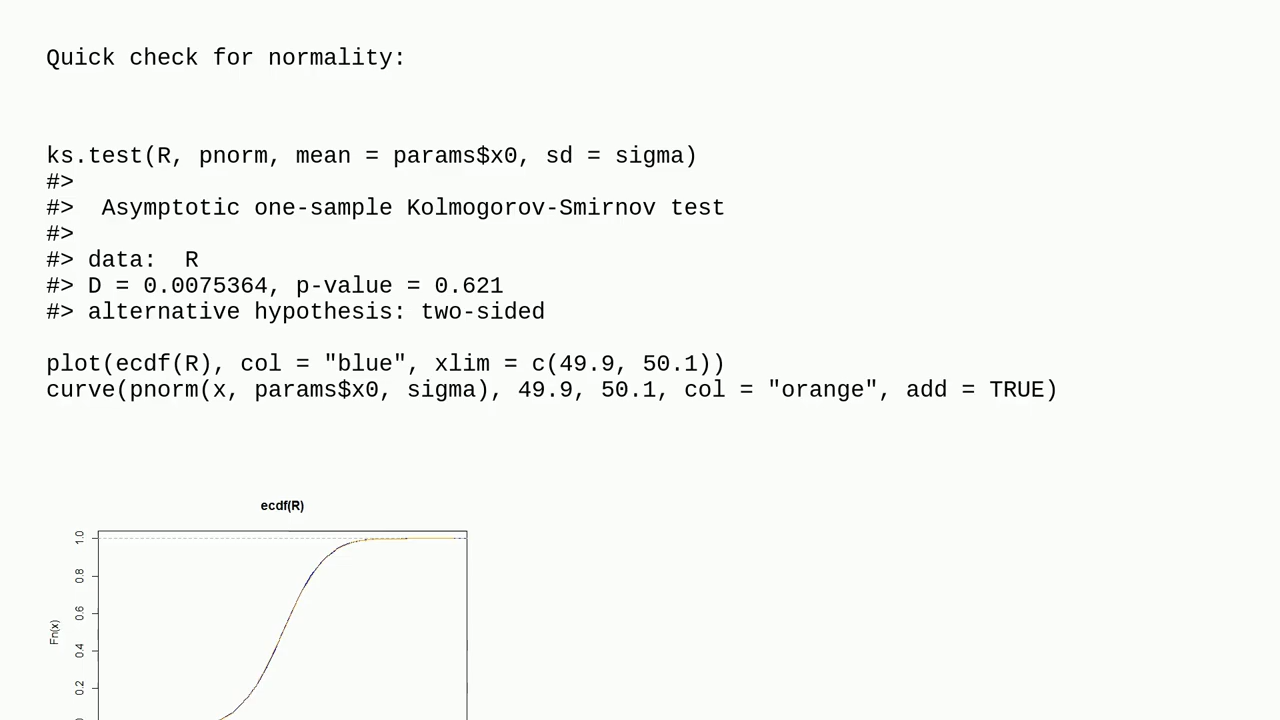 Quick check for normality:
ks.test(R, pnorm, mean = params$x0, sd = sigma)
#>
#>  Asymptotic one-sample Kolmogorov-Smirnov test
#>
#> data:  R
#> D = 0.0075364, p-value = 0.621
#> alternative hypothesis: two-sided
plot(ecdf(R), col = "blue", xlim = c(49.9, 50.1))
curve(pnorm(x, params$x0, sigma), 49.9, 50.1, col = "orange", add = TRUE)
ecdf(R)
Fn(x)
1.0
0.8
0.6
0.4
0.2